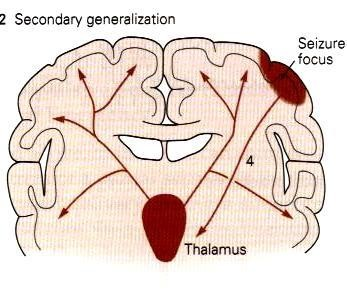 2 Secondary generalization
Seizure
focus
4
Thalamus